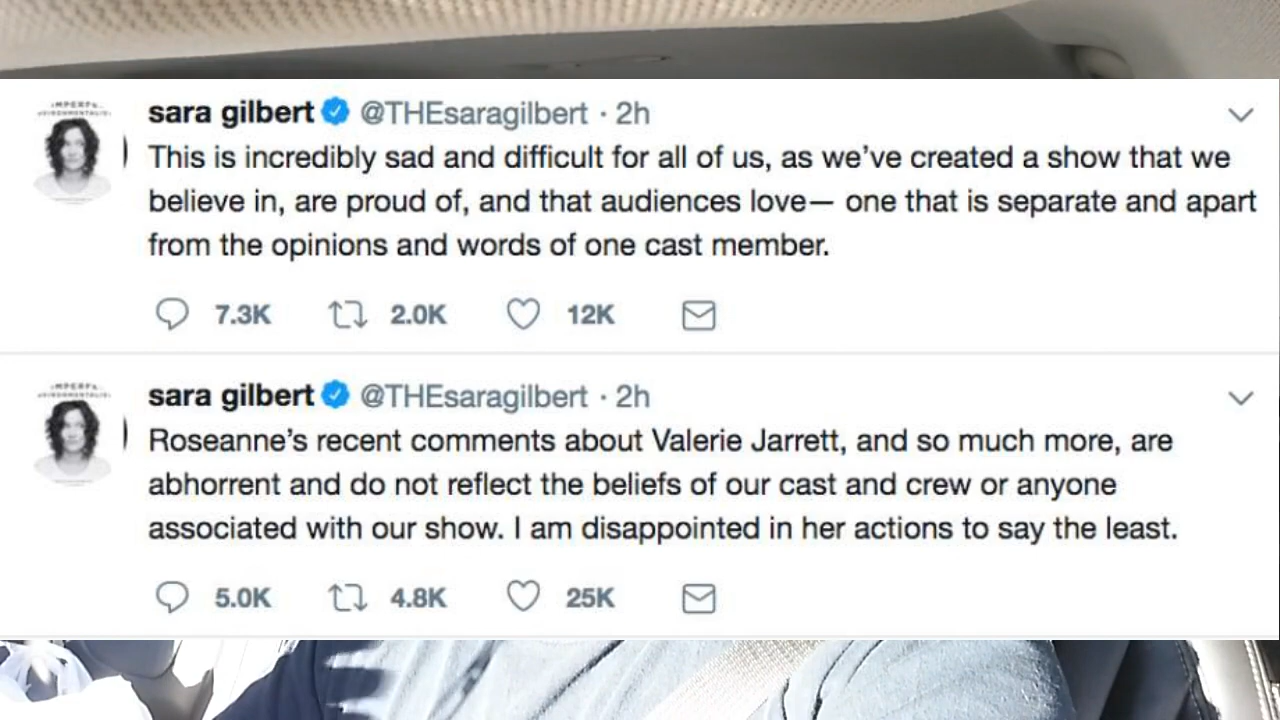 sara gilbert @THEsaragilbert · 2h
This is incredibly sad and difficult for all of us, as we’ve created a show that we
believe in, are proud of, and that audiences love— one that is separate and apart
from the opinions and words of one cast member.
7.3K 2.0K 12K
sara gilbert @THEsaragilbert · 2h
Roseanne’s recent comments about Valerie Jarrett, and so much more, are
abhorrent and do not reflect the beliefs of our cast and crew or anyone
associated with our show. I am disappointed in her actions to say the least.
5.0K 4.8K 25K